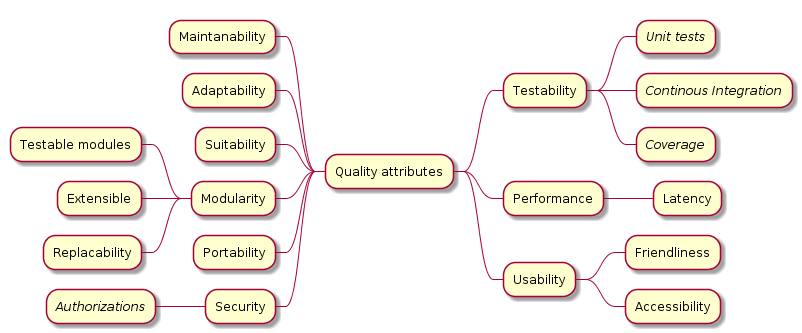 Maintanability
Adaptability
Suitability
Testable modules
Extensible
Modularity
Replacability
Portability
Authorizations
Security
Quality attributes
Testability
Unit tests
Continous Integration
Coverage
Performance
Latency
Usability
Friendliness
Accessibility